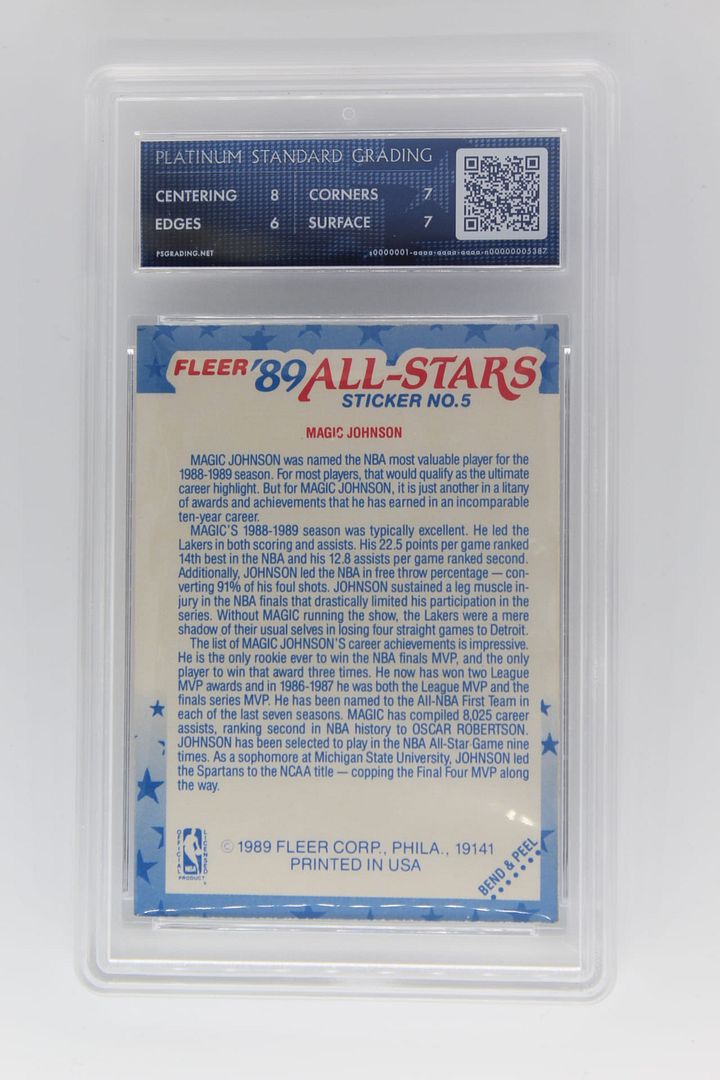 PLATINUM STANDARD GRADING
CENTERING 8 CORNERS 7
EDGES 6 SURFACE 7
PSGRADING.NET
s0000001-aaaa-aaaa-aaaa-n00000005387
FLEER '89 ALL-STARS
STICKER NO.5
MAGIC JOHNSON
MAGIC JOHNSON was named the NBA most valuable player for the
1988-1989 season. For most players, that would qualify as the ultimate
career highlight. But for MAGIC JOHNSON, it is just another in a litany
of awards and achievements that he has earned in an incomparable
ten-year career.
MAGIC'S 1988-1989 season was typically excellent. He led the
Lakers in both scoring and assists. His 22.5 points per game ranked
14th best in the NBA and his 12.8 assists per game ranked second.
Additionally, JOHNSON led the NBA in free throw percentage — con-
verting 91% of his foul shots. JOHNSON sustained a leg muscle in-
jury in the NBA finals that drastically limited his participation in the
series. Without MAGIC running the show, the Lakers were a mere
shadow of their usual selves in losing four straight games to Detroit.
The list of MAGIC JOHNSON'S career achievements is impressive.
He is the only rookie ever to win the NBA finals MVP, and the only
player to win that award three times. He now has won two League
MVP awards and in 1986-1987 he was both the League MVP and the
finals series MVP. He has been named to the All-NBA First Team in
each of the last seven seasons. MAGIC has compiled 8,025 career
assists, ranking second in NBA history to OSCAR ROBERTSON.
JOHNSON has been selected to play in the NBA All-Star Game nine
times. As a sophomore at Michigan State University, JOHNSON led
the Spartans to the NCAA title — copping the Final Four MVP along
the way.
OFFICIAL LICENSED
NBA
PRODUCT
© 1989 FLEER CORP., PHILA., 19141
PRINTED IN USA
BEND & PEEL